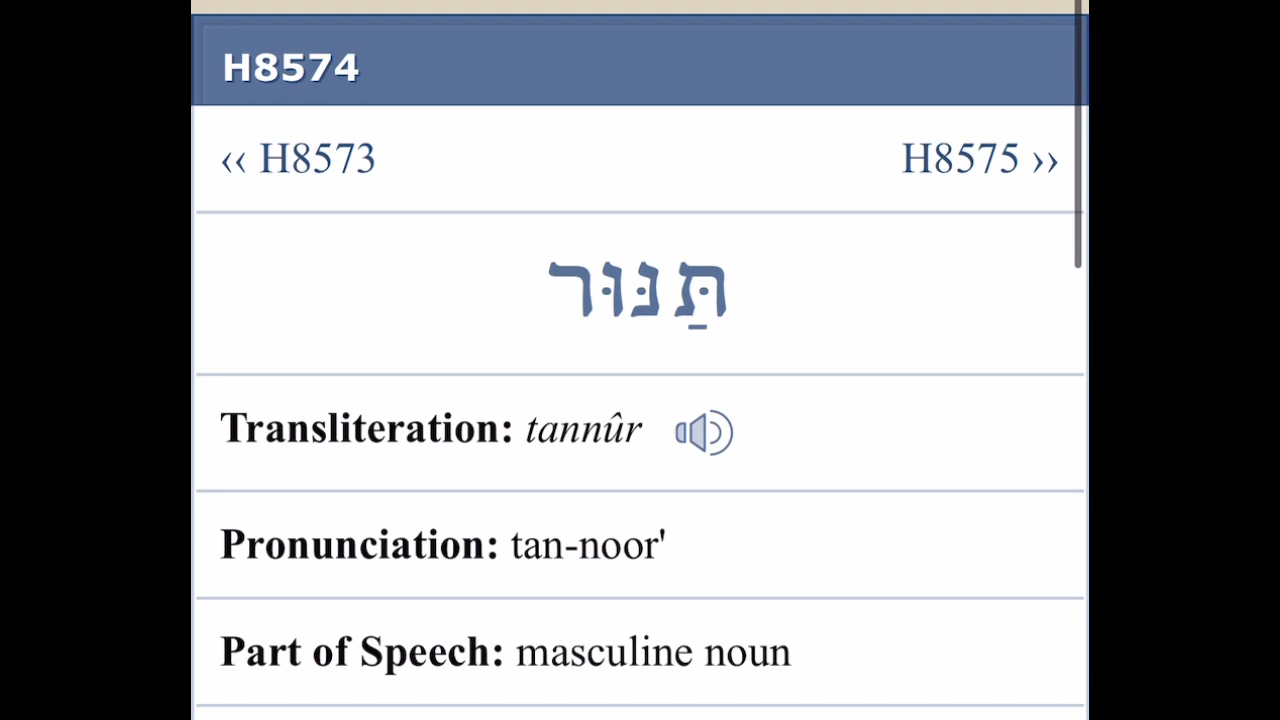 H8574
‹‹ H8573
H8575 ››
תַּנּוּר
Transliteration: tannûr
Pronunciation: tan-noor'
Part of Speech: masculine noun